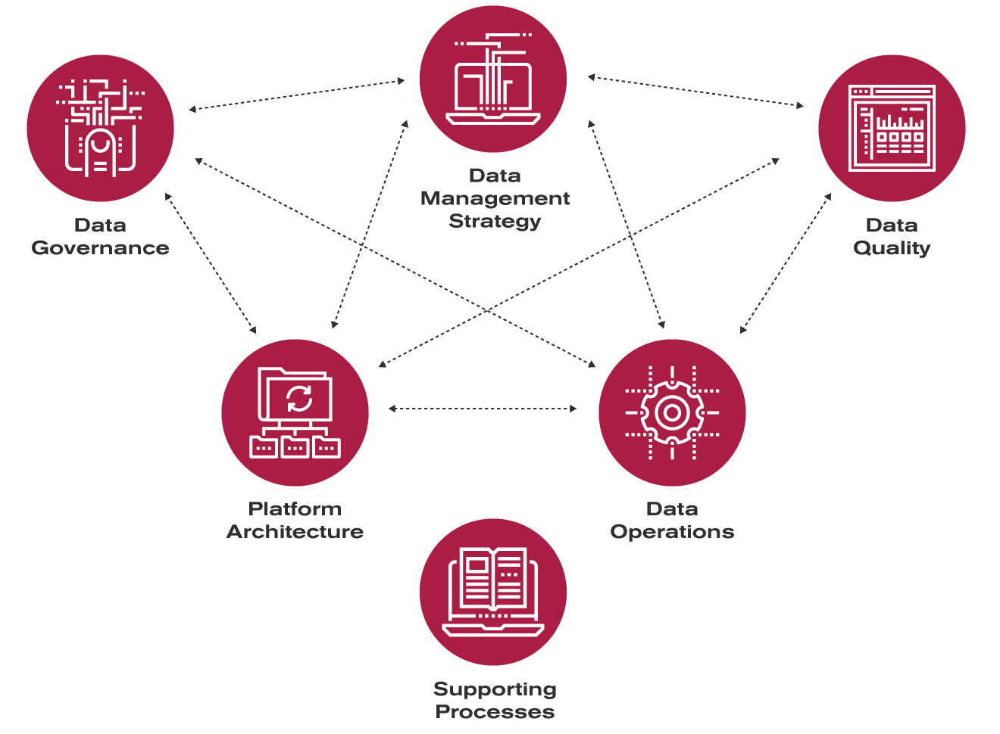 Data
Management
Strategy
Data
Governance
Data
Quality
Platform
Architecture
Data
Operations
Supporting
Processes